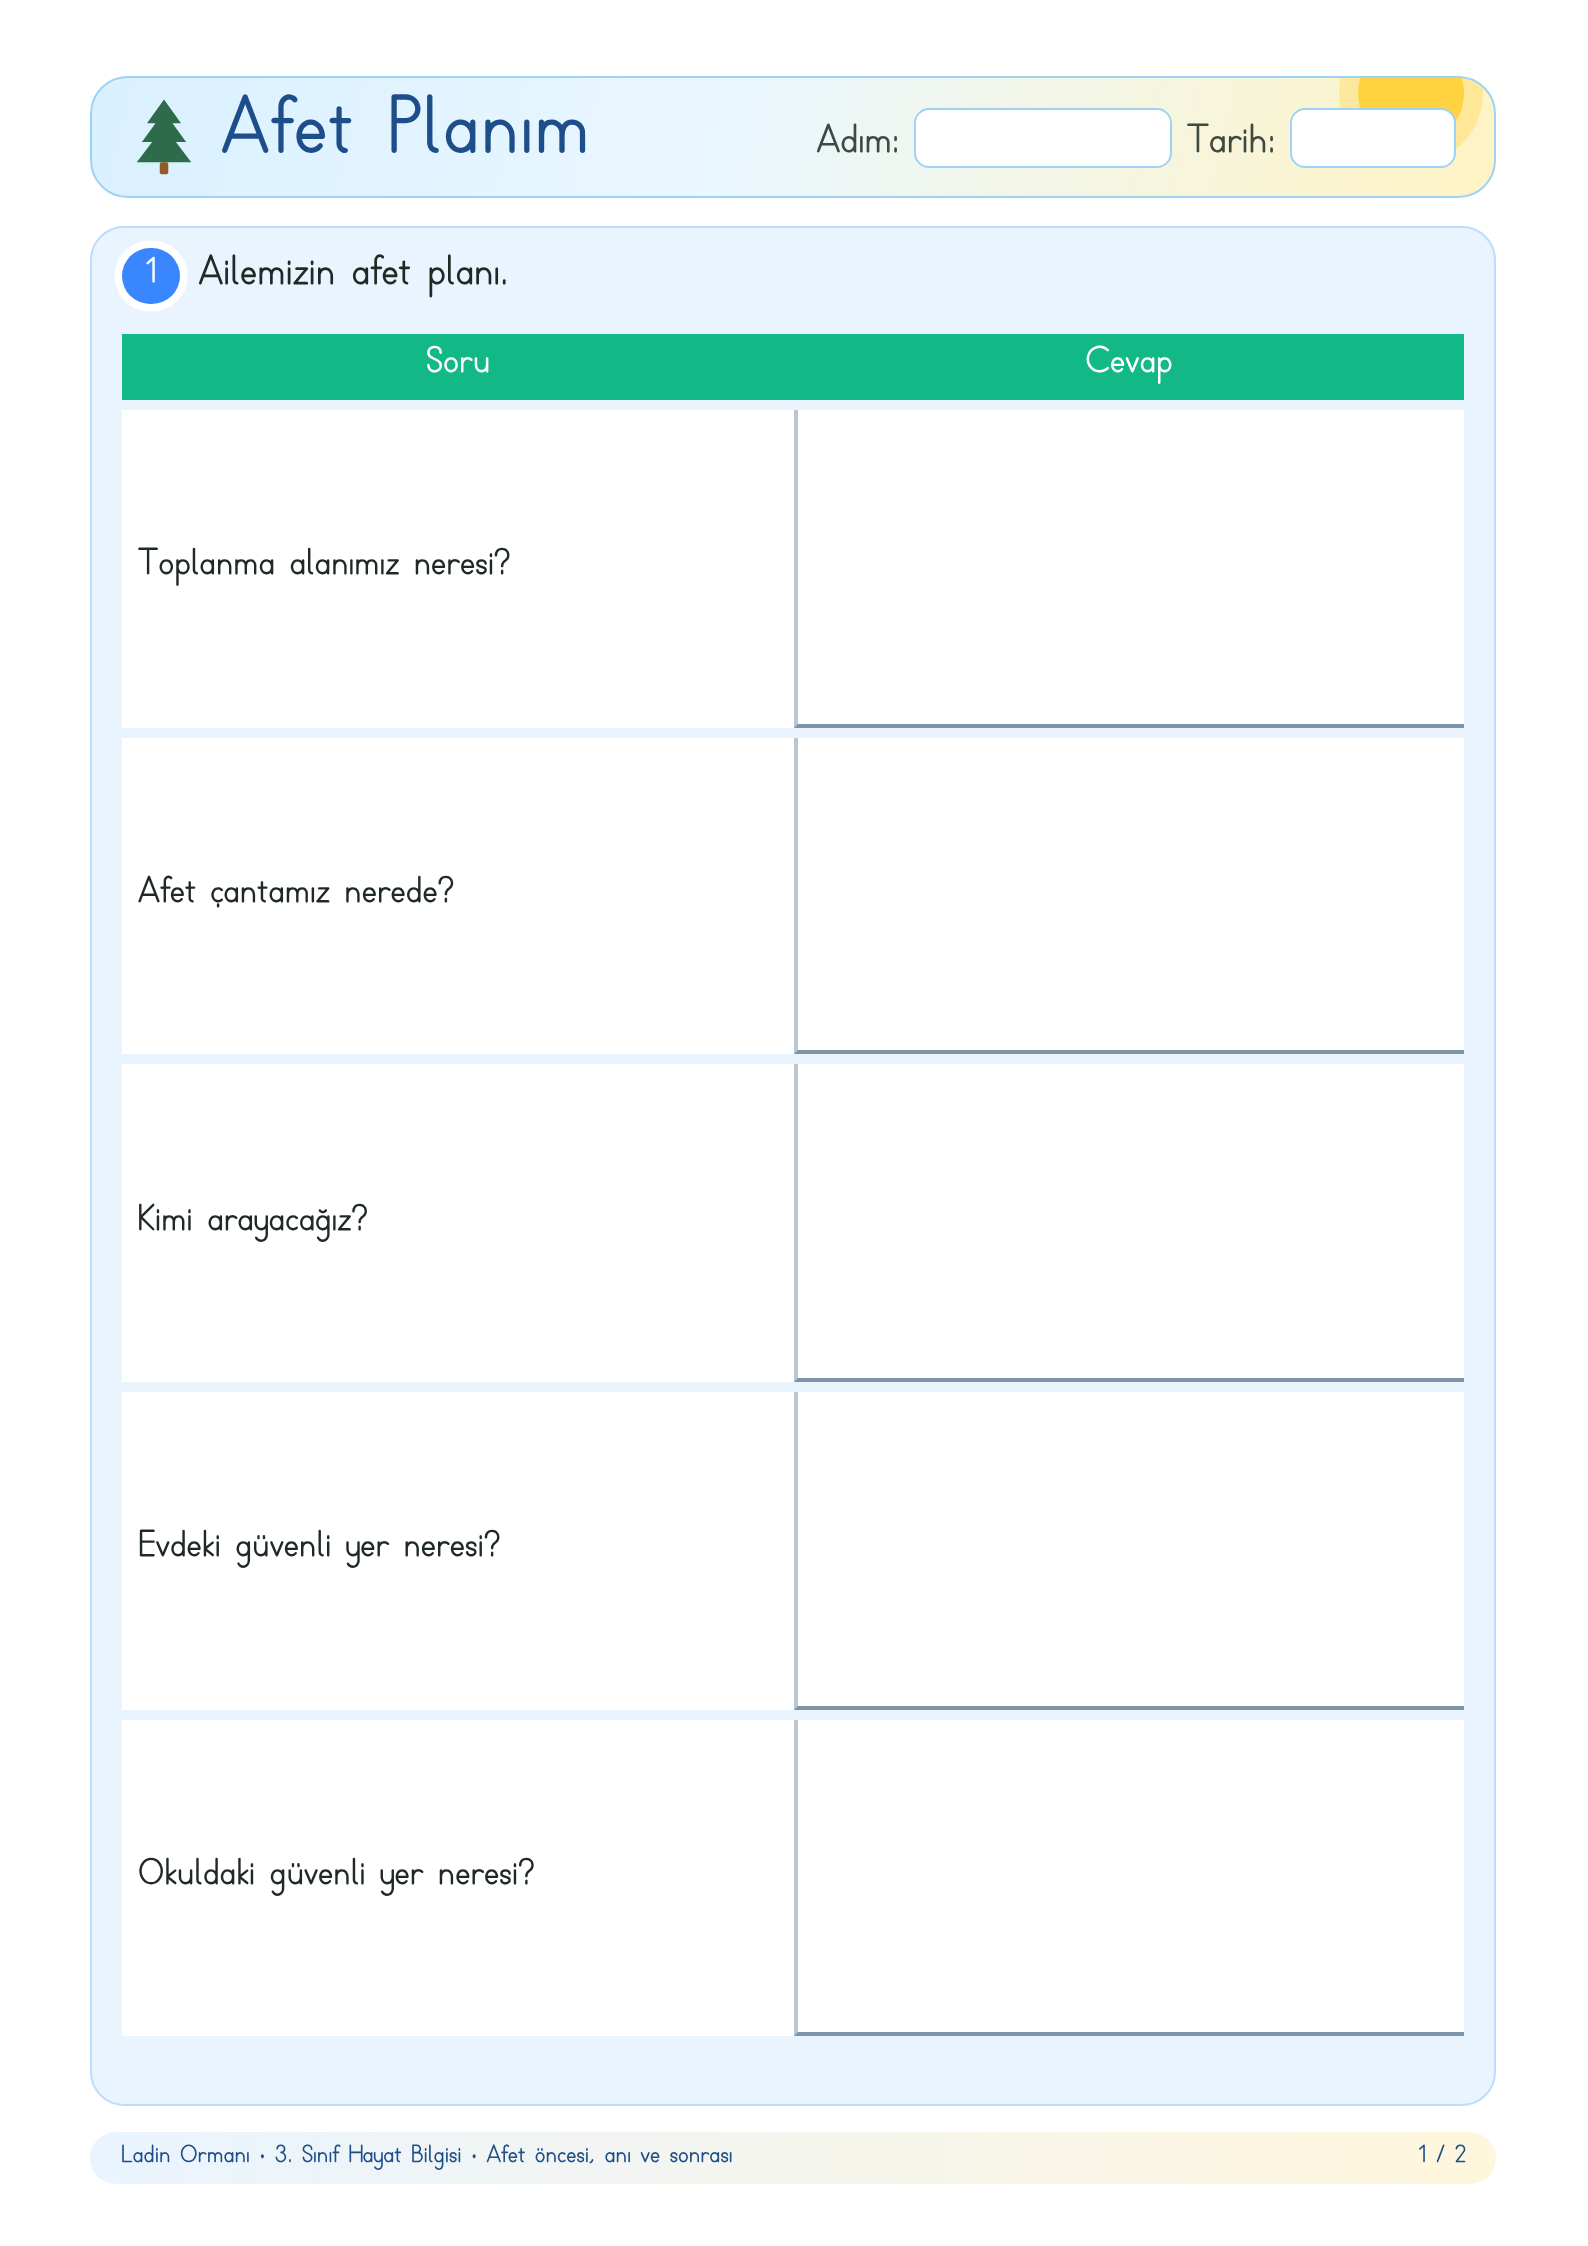 Afet Planım
Adım:
Tarih:
1
Ailemizin afet planı.
Soru
Cevap
Toplanma alanımız neresi?
Afet çantamız nerede?
Kimi arayacağız?
Evdeki güvenli yer neresi?
Okuldaki güvenli yer neresi?
Ladin Ormanı • 3. Sınıf Hayat Bilgisi • Afet öncesi, anı ve sonrası
1 / 2